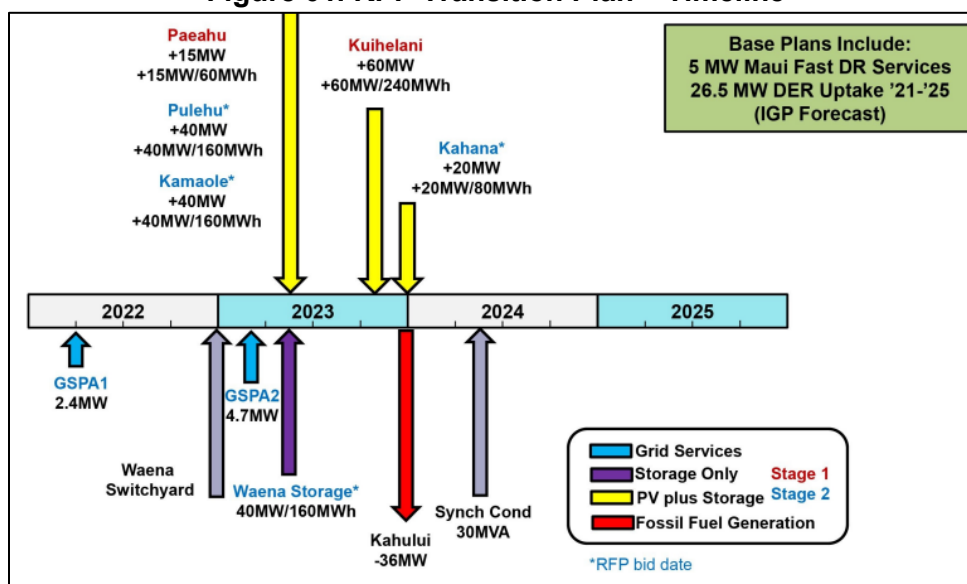 Paeahu
+15MW
+15MW/60MWh
Pulehu*
+40MW
+40MW/160MWh
Kamaole*
+40MW
+40MW/160MWh
Kuihelani
+60MW
+60MW/240MWh
Kahana*
+20MW
+20MW/80MWh
Base Plans Include:
5 MW Maui Fast DR Services
26.5 MW DER Uptake '21-'25
(IGP Forecast)
2022
2023
2024
2025
GSPA1
2.4MW
Waena
Switchyard
GSPA2
4.7MW
Waena Storage*
40MW/160MWh
Kahului
-36MW
Synch Cond
30MVA
Grid Services
Storage Only
PV plus Storage
Fossil Fuel Generation
Stage 1
Stage 2
*RFP bid date